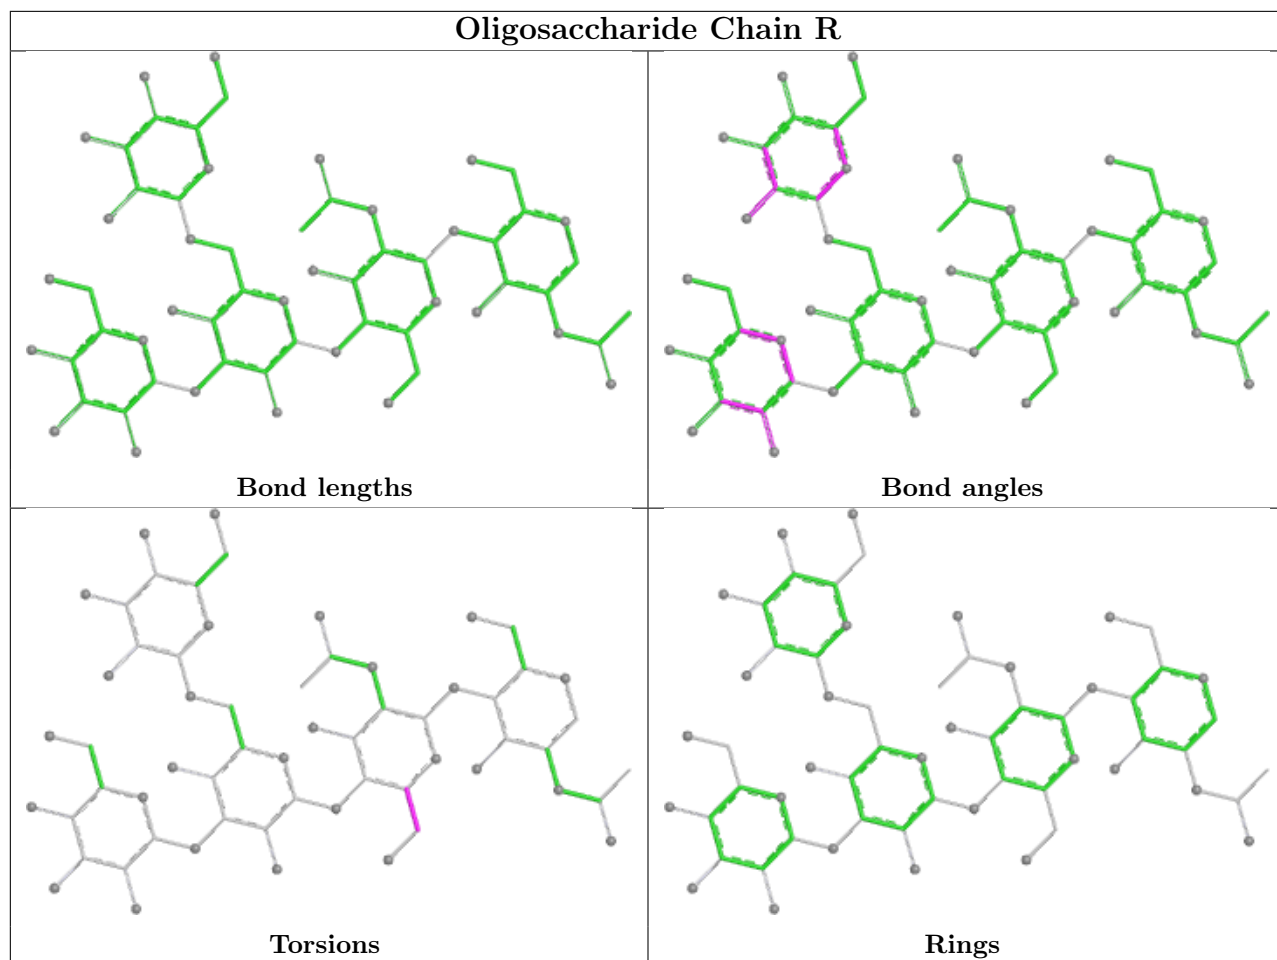 Oligosaccharide Chain R
Bond lengths
Bond angles
Torsions
Rings